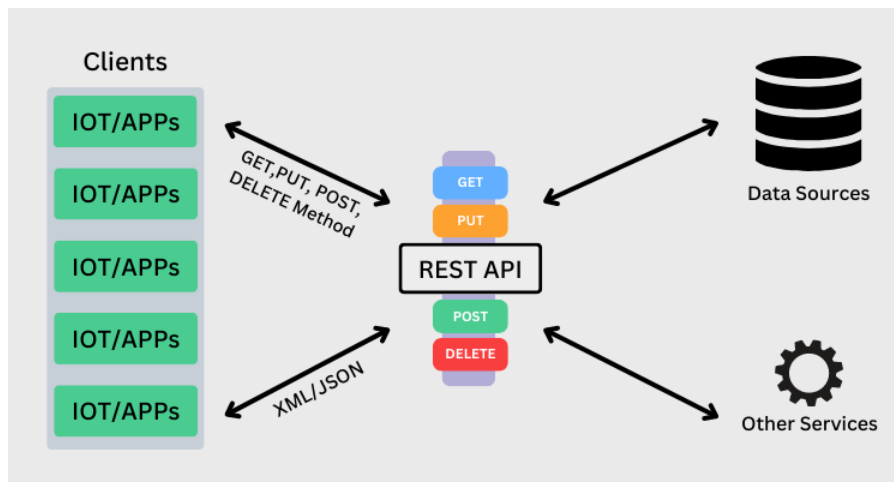 Clients
IOT/APPs
IOT/APPs
IOT/APPs
IOT/APPs
IOT/APPs
GET,PUT, POST,
DELETE Method
XML/JSON
GET
PUT
REST API
POST
DELETE
Data Sources
Other Services